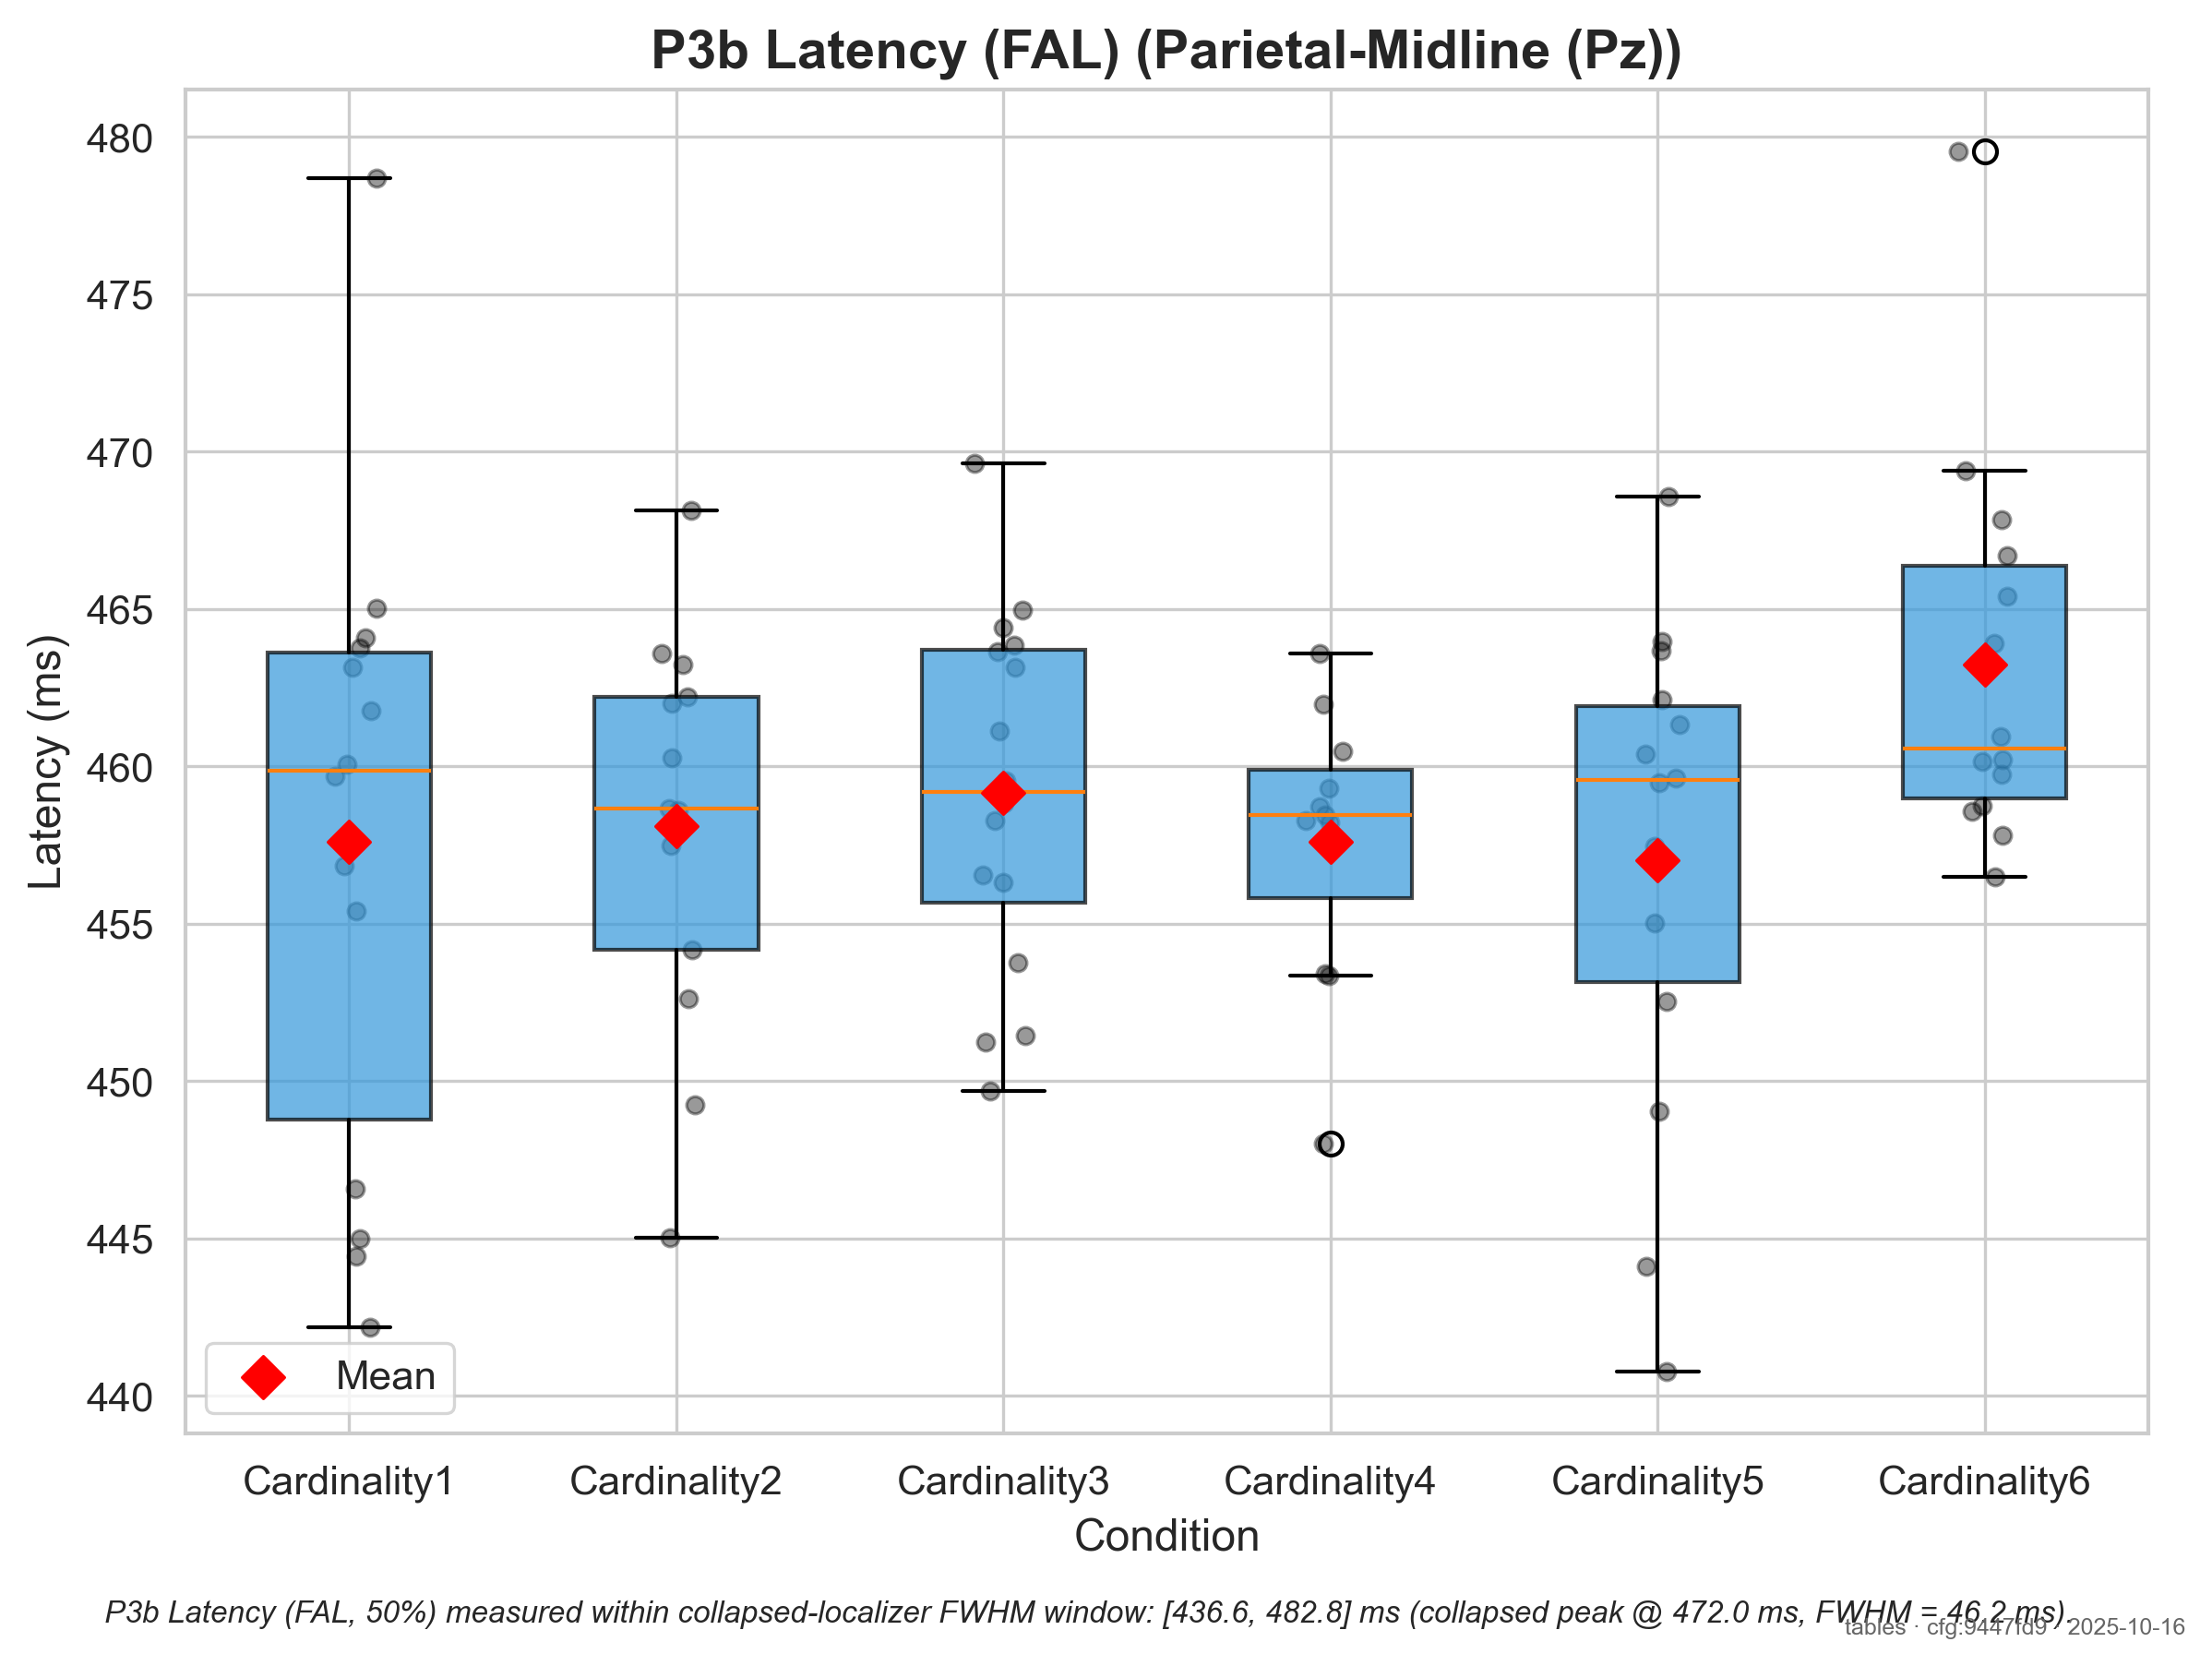 P3b Latency (FAL) (Parietal-Midline (Pz))
Latency (ms)
480
475
470
465
460
455
450
445
440
Mean
Cardinality1 Cardinality2 Cardinality3 Cardinality4 Cardinality5 Cardinality6
Condition
P3b Latency (FAL, 50%) measured within collapsed-localizer FWHM window: [436.6, 482.8] ms (collapsed peak @ 472.0 ms, FWHM = 46.2 ms).
tables · cfg:9447fd9 · 2025-10-16